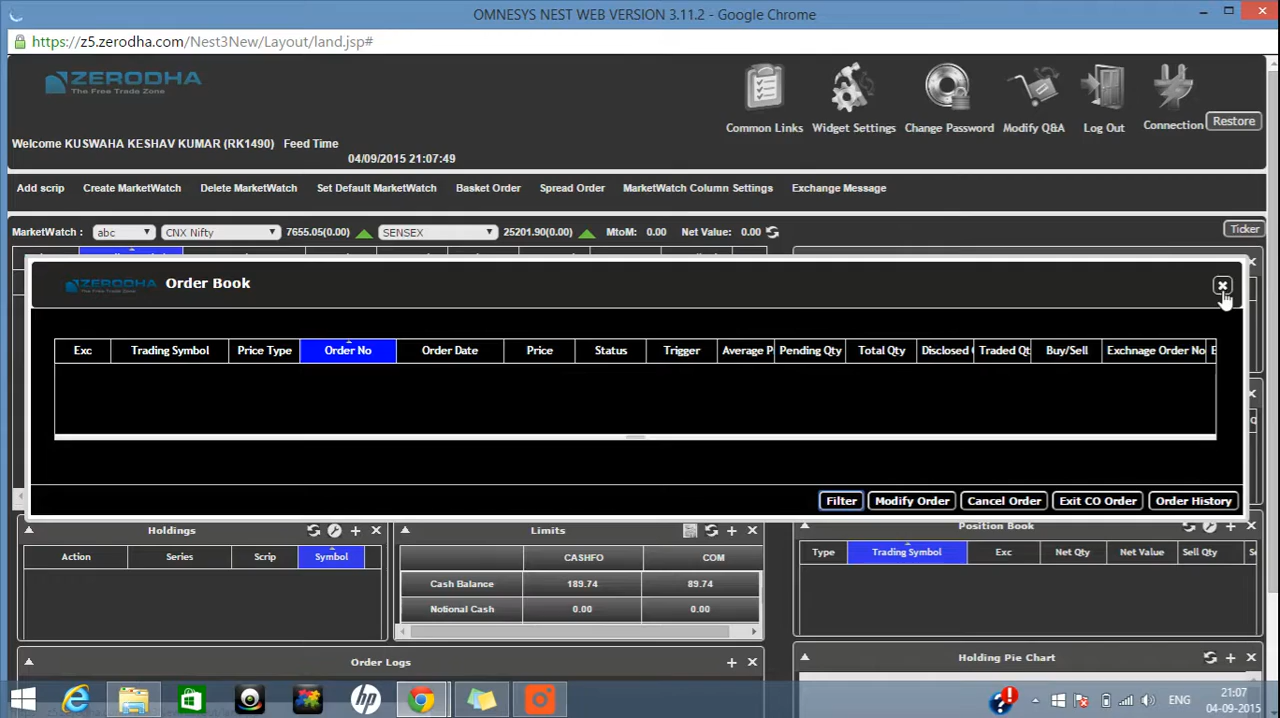 OMNESYS NEST WEB VERSION 3.11.2 - Google Chrome
https://z5.zerodha.com/Nest3New/Layout/land.jsp#
ZERODHA
The Free Trade Zone
Common Links Widget Settings Change Password Modify Q&A Log Out Connection Restore
Welcome KUSWAHA KESHAV KUMAR (RK1490) Feed Time
04/09/2015 21:07:49
Add scrip Create MarketWatch Delete MarketWatch Set Default MarketWatch Basket Order Spread Order MarketWatch Column Settings Exchange Message
MarketWatch : abc CNX Nifty 7655.05(0.00) SENSEX 25201.90(0.00) MtoM: 0.00 Net Value: 0.00 Ticker
ZERODHA Order Book
The Free Trade Zone
Exc Trading Symbol Price Type Order No Order Date Price Status Trigger Average P Pending Qty Total Qty Disclosed Traded Qt Buy/Sell Exchnage Order No E
Filter Modify Order Cancel Order Exit CO Order Order History
Holdings Limits Position Book
Action Series Scrip Symbol CASHFO COM Type Trading Symbol Exc Net Qty Net Value Sell Qty
Cash Balance 189.74 89.74
Notional Cash 0.00 0.00
Order Logs Holding Pie Chart
hp ENG 21:07
04-09-2015